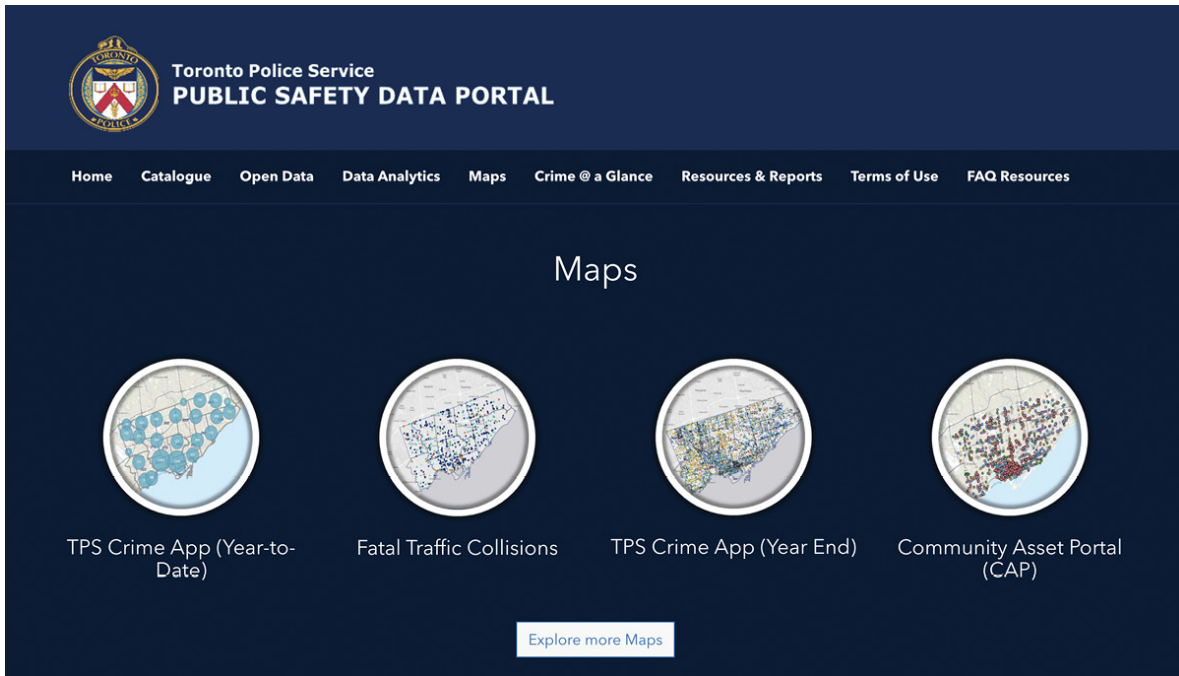 TORONTO
POLICE
Toronto Police Service
PUBLIC SAFETY DATA PORTAL
Home Catalogue Open Data Data Analytics Maps Crime @ a Glance Resources & Reports Terms of Use FAQ Resources
Maps
TPS Crime App (Year-to-
Date)
Fatal Traffic Collisions
TPS Crime App (Year End)
Community Asset Portal
(CAP)
Explore more Maps